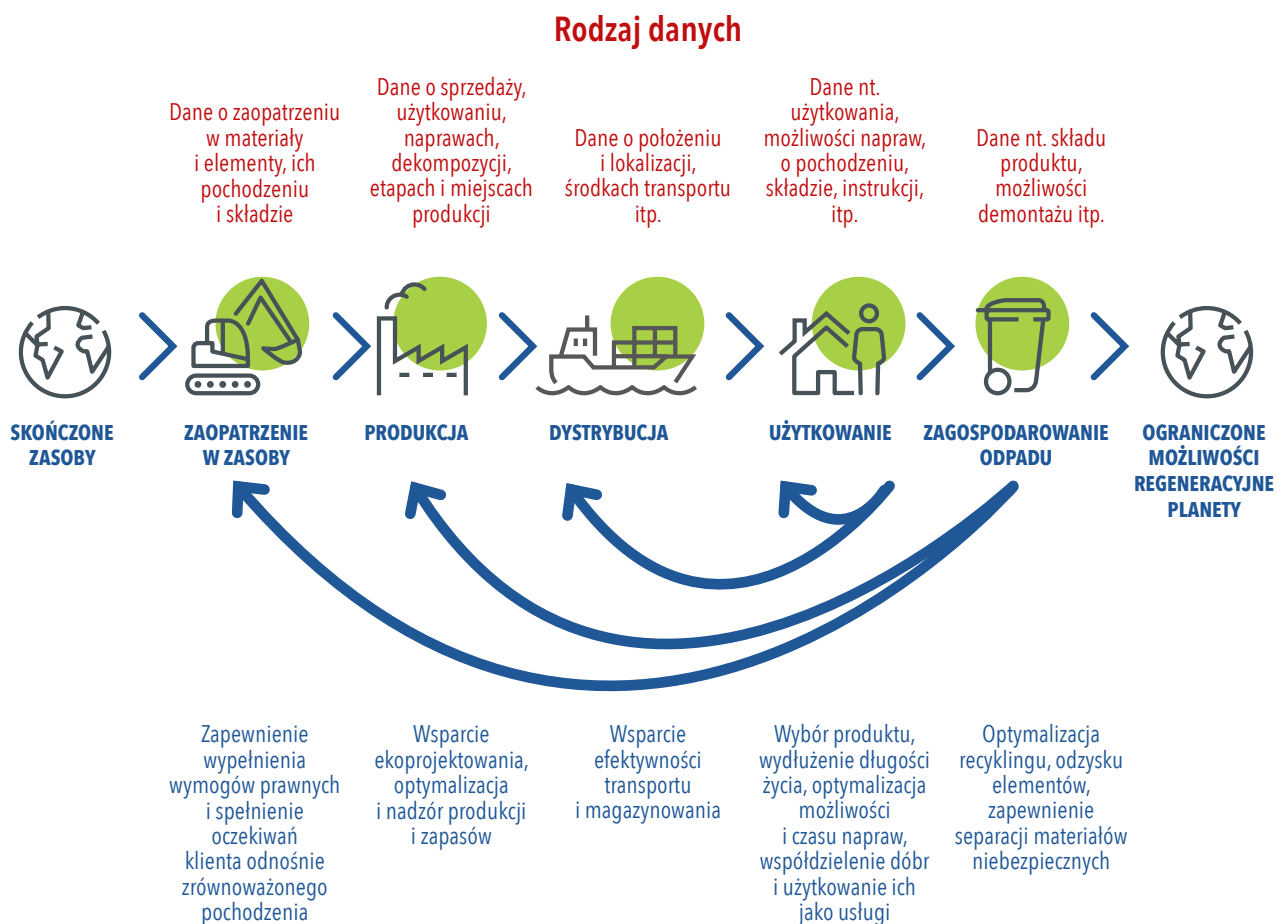 Rodzaj danych
Dane o zaopatrzeniu
w materiały
i elementy, ich
pochodzeniu
i składzie
Dane o sprzedaży,
użytkowaniu,
naprawach,
dekompozycji,
etapach i miejscach
produkcji
Dane o położeniu
i lokalizacji,
środkach transportu
itp.
Dane nt.
użytkowania,
możliwości napraw,
o pochodzeniu,
składzie, instrukcji,
itp.
Dane nt. składu
produktu,
możliwości
demontażu itp.
SKOŃCZONE
ZASOBY
ZAOPATRZENIE
W ZASOBY
PRODUKCJA
DYSTRYBUCJA
UŻYTKOWANIE
ZAGOSPODAROWANIE
ODPADU
OGRANICZONE
MOŻLIWOŚCI
REGENERACYJNE
PLANETY
Zapewnienie
wypełnienia
wymogów prawnych
i spełnienie
oczekiwań
klienta odnośnie
zrównoważonego
pochodzenia
Wsparcie
ekoprojektowania,
optymalizacja
i nadzór produkcji
i zapasów
Wsparcie
efektywności
transportu
i magazynowania
Wybór produktu,
wydłużenie długości
życia, optymalizacja
możliwości
i czasu napraw,
współdzielenie dóbr
i użytkowanie ich
jako usługi
Optymalizacja
recyklingu, odzysku
elementów,
zapewnienie
separacji materiałów
niebezpiecznych